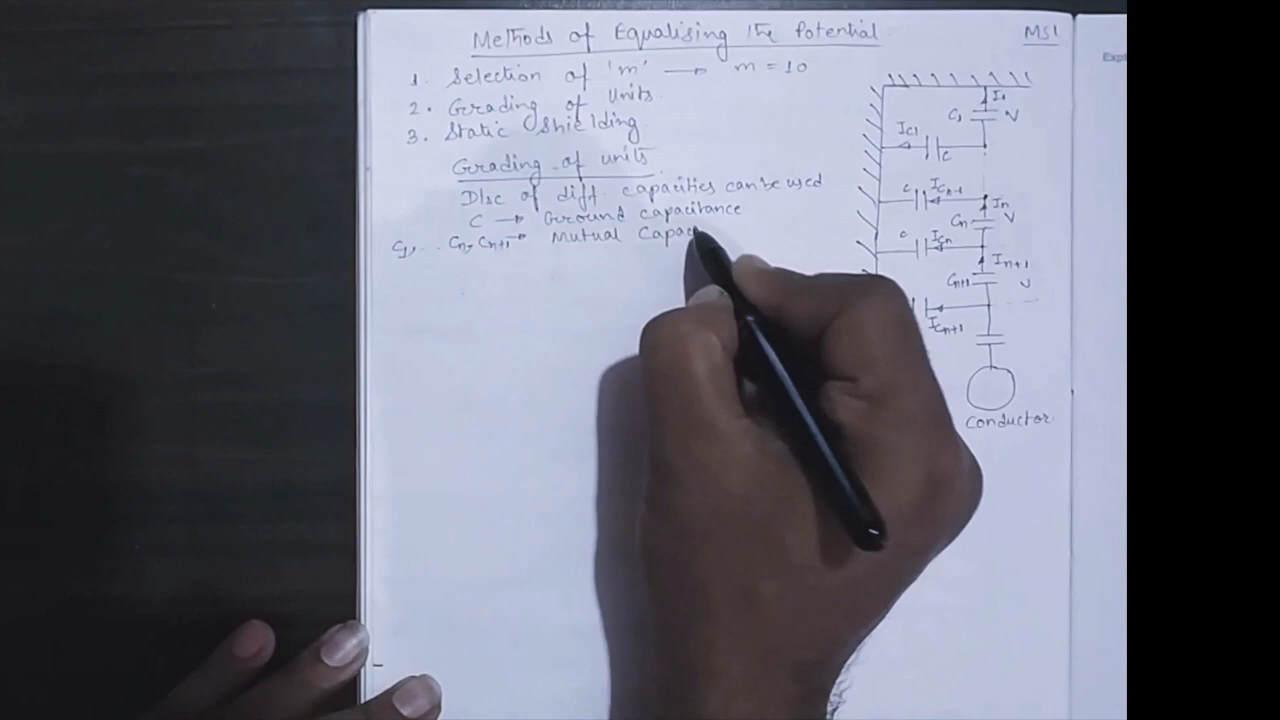 Methods of Equalising the Potential
MS1
1. Selection of 'm' → m = 10
2. Grading of units
3. Static Shielding
Grading of units
Disc of diff capacities can be used
C → Ground capacitance
C1, .. Cn, Cn+1 → Mutual Capac
I1
C1
V
IC1
C
C
ICn-1
In
Cn
V
C
ICn
In+1
Cn+1
V
ICn+1
Conductor